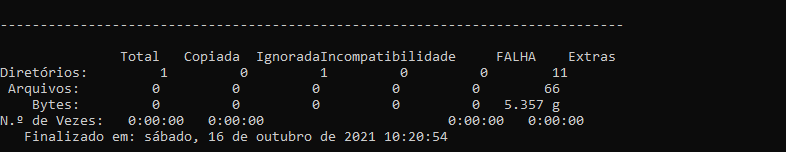 ------------------------------------------------------------------------------
Total Copiada IgnoradaIncompatibilidade FALHA Extras
Diretórios: 1 0 1 0 0 11
Arquivos: 0 0 0 0 0 66
Bytes: 0 0 0 0 0 5.357 g
N.º de Vezes: 0:00:00 0:00:00 0:00:00 0:00:00
Finalizado em: sábado, 16 de outubro de 2021 10:20:54